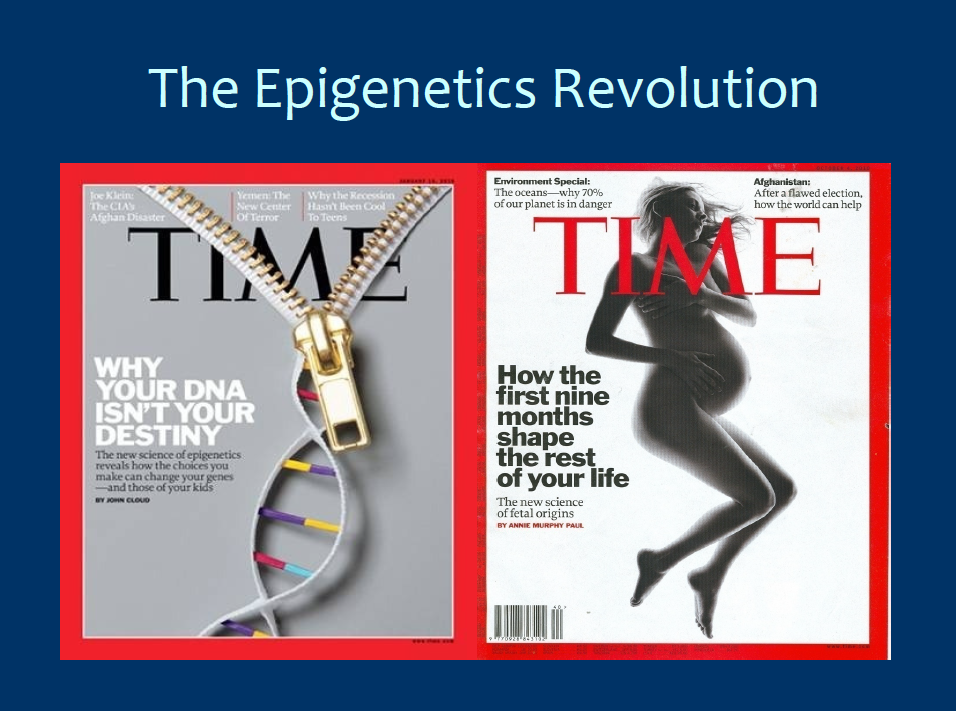 The Epigenetics Revolution
Joe Klein:
The CIA's
Afghan Disaster
Yemen: The
New Center
Of Terror
Why the Recession
Hasn't Been Cool
To Teens
TIME
WHY
YOUR DNA
ISN'T YOUR
DESTINY
The new science of epigenetics
reveals how the choices you
make can change your genes
—and those of your kids
BY JOHN CLOUD
www.time.com
Environment Special:
The oceans—why 70%
of our planet is in danger
Afghanistan:
After a flawed election,
how the world can help
TIME
How the
first nine
months
shape
the rest
of your life
The new science
of fetal origins
BY ANNIE MURPHY PAUL